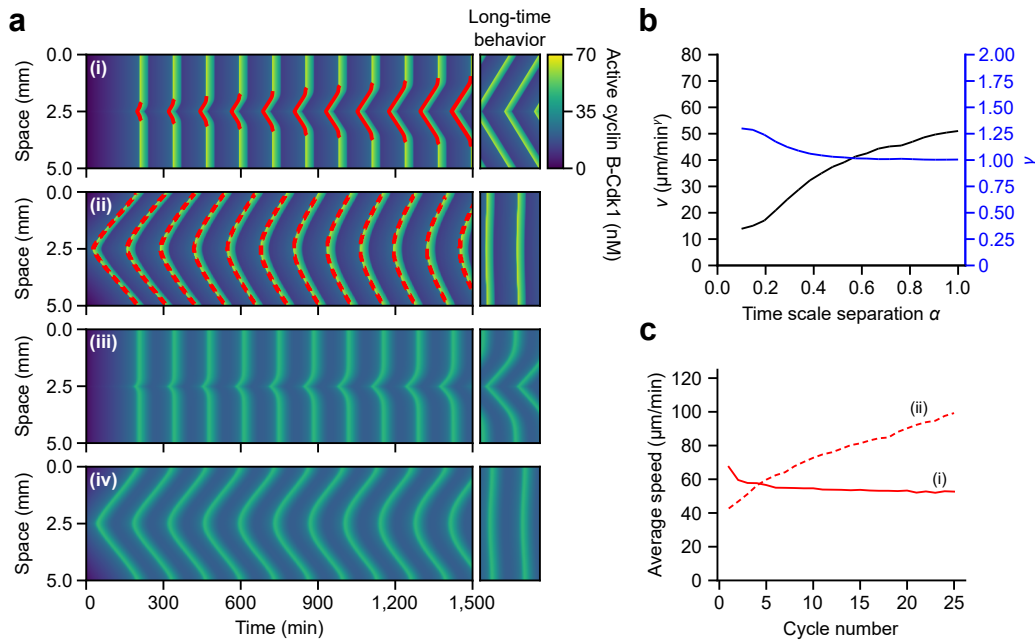 a
Long-time
behavior
0.0
2.5
5.0
Space (mm)
(i)
70
35
0
Active cyclin B-Cdk1 (nM)
0.0
2.5
5.0
Space (mm)
(ii)
0.0
2.5
5.0
Space (mm)
(iii)
0.0
2.5
5.0
Space (mm)
(iv)
0 300 600 900 1,200 1,500
Time (min)
b
80
70
60
50
40
30
20
10
0
v (μm/minᵞ)
2.00
1.75
1.50
1.25
1.00
0.75
0.50
0.25
0
γ
0.0 0.2 0.4 0.6 0.8 1.0
Time scale separation α
c
120
100
80
60
40
20
0
Average speed (μm/min)
(ii)
(i)
0 5 10 15 20 25
Cycle number